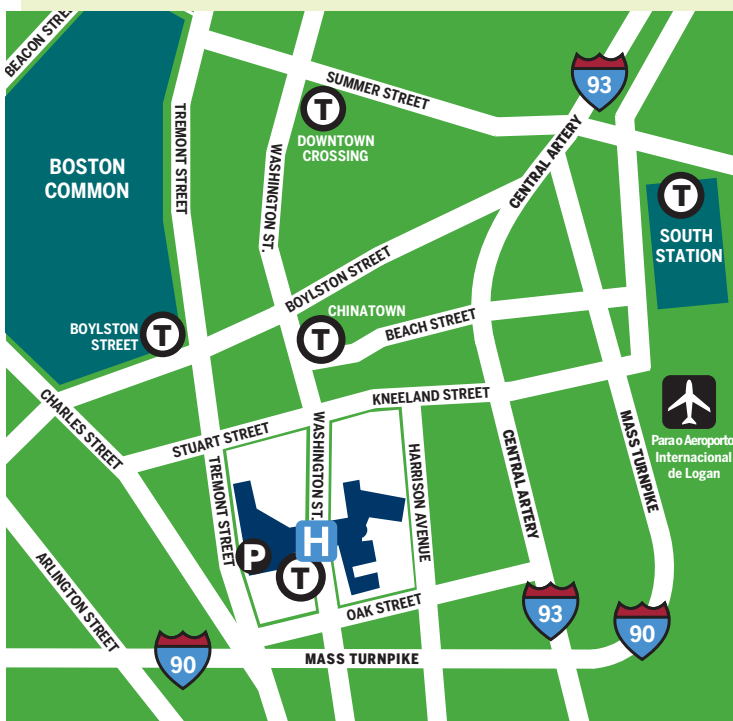 BEACON STREET
93
SUMMER STREET
TREMONT STREET
T
DOWNTOWN
CROSSING
WASHINGTON ST.
CENTRAL ARTERY
BOSTON
COMMON
T
SOUTH
STATION
BOYLSTON STREET
BOYLSTON
STREET
T
CHINATOWN
T
BEACH STREET
KNEELAND STREET
CHARLES STREET
STUART STREET
Para o Aeroporto
Internacional
de Logan
TREMONT STREET
WASHINGTON ST.
HARRISON AVENUE
CENTRAL ARTERY
MASS TURNPIKE
H
P
T
ARLINGTON STREET
OAK STREET
93
90
90
MASS TURNPIKE